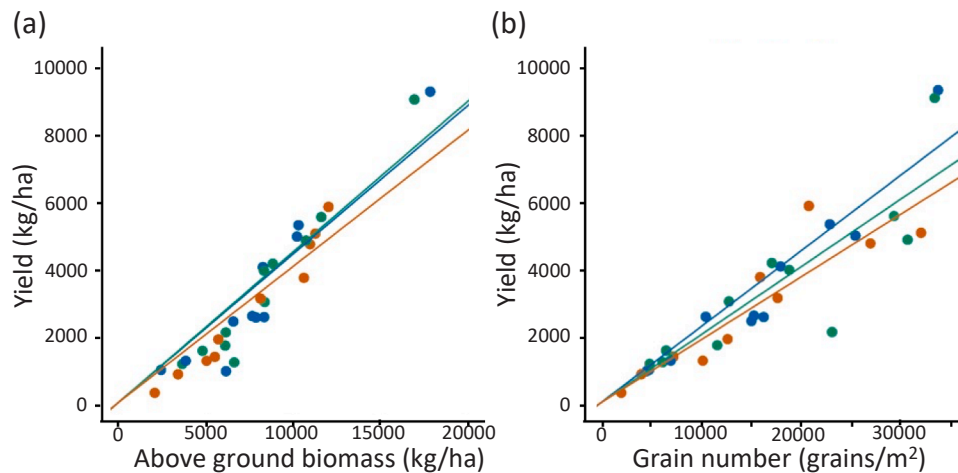 (a)
10000
8000
6000
4000
2000
0
Yield (kg/ha)
0 5000 10000 15000 20000
Above ground biomass (kg/ha)
(b)
10000
8000
6000
4000
2000
0
Yield (kg/ha)
0 10000 20000 30000
Grain number (grains/m²)